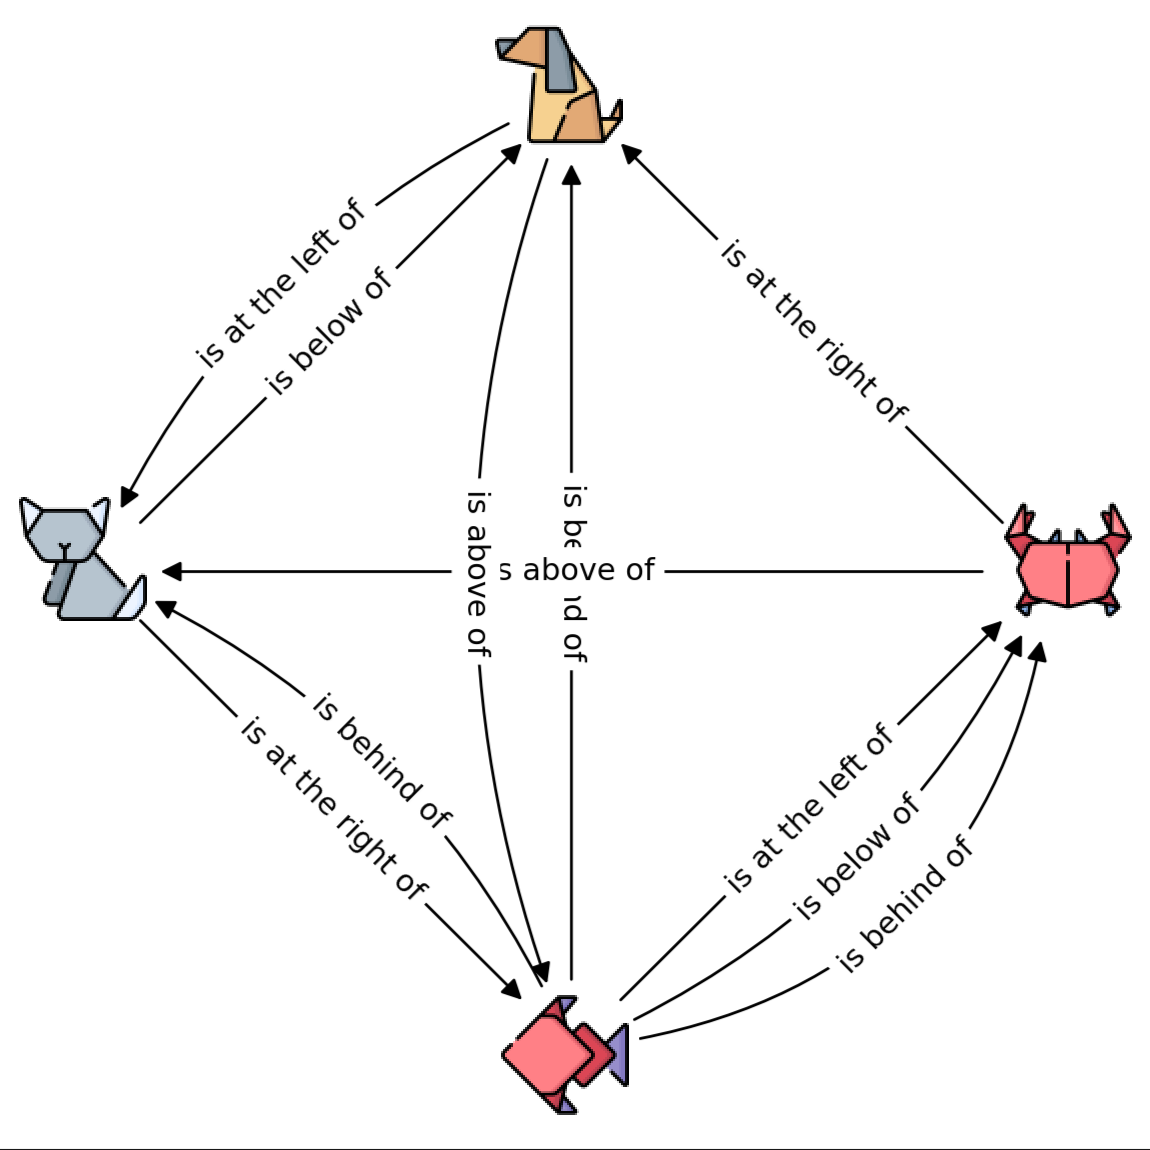 is at the left of
is below of
is at the right of
is above of
is of
above of
is behind of
is at the right of
is at the left of
is below of
is behind of